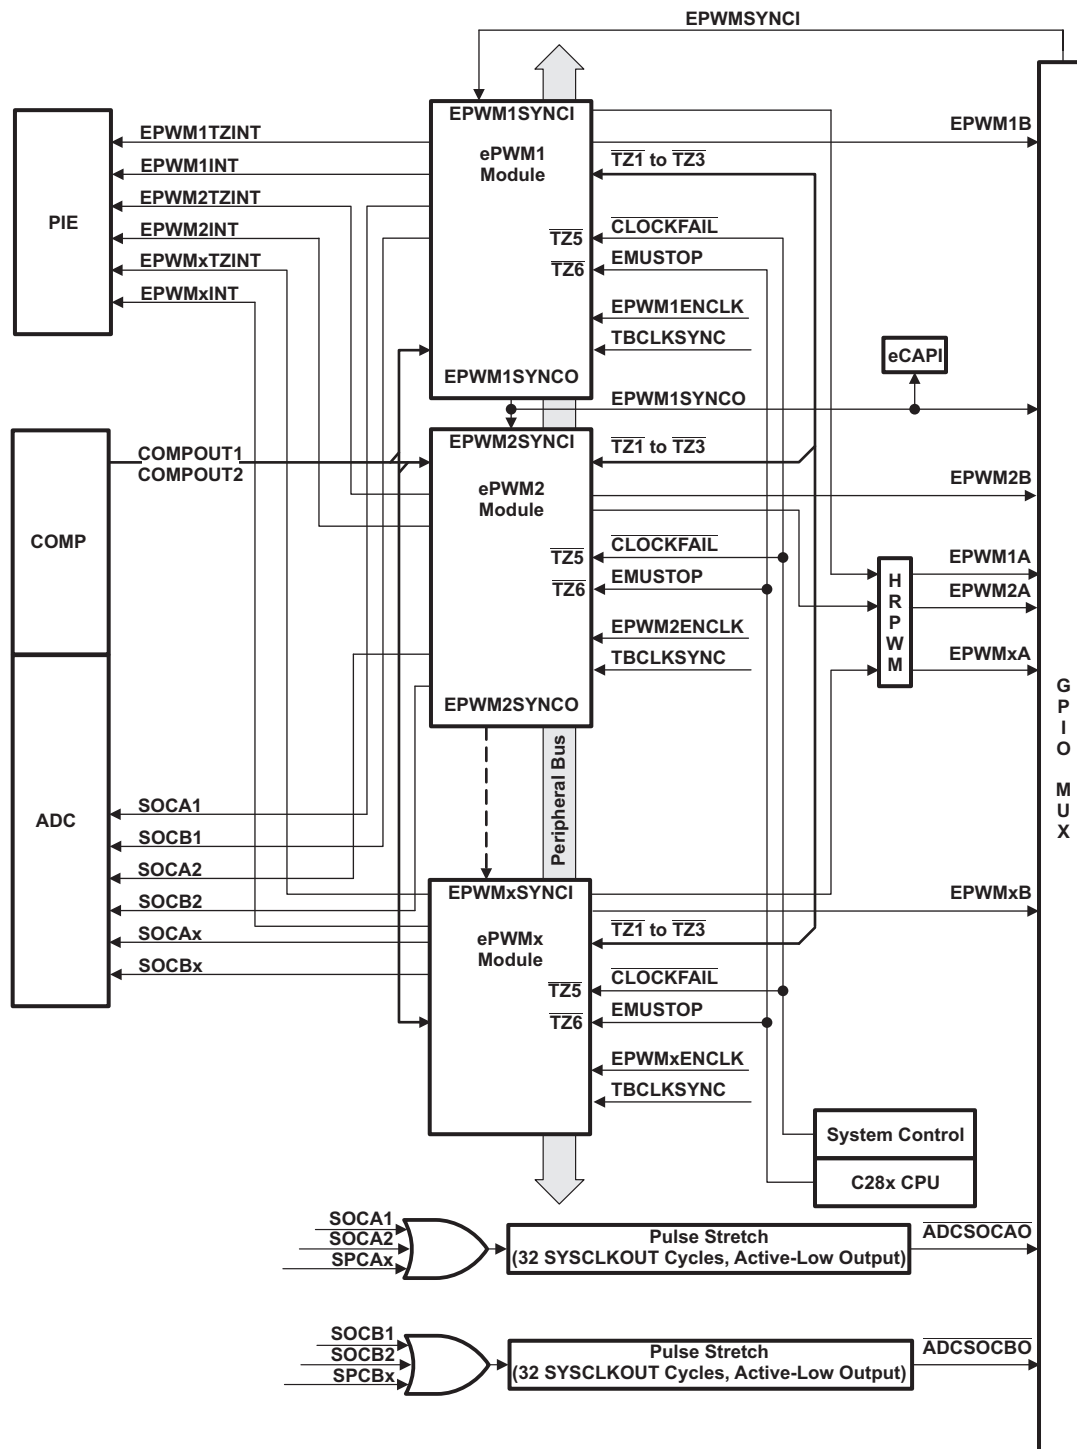 EPWMSYNCI
EPWM1SYNCI
ePWM1
Module
EPWM1TZINT
EPWM1INT
EPWM2TZINT
EPWM2INT
EPWMxTZINT
EPWMxINT
PIE
EPWM1B
TZ1 to TZ3
TZ5
CLOCKFAIL
TZ6
EMUSTOP
EPWM1ENCLK
TBCLKSYNC
EPWM1SYNCO
eCAPI
EPWM1SYNCO
EPWM2SYNCI
ePWM2
Module
COMPOUT1
COMPOUT2
COMP
TZ1 to TZ3
EPWM2B
TZ5
CLOCKFAIL
TZ6
EMUSTOP
EPWM2ENCLK
TBCLKSYNC
EPWM2SYNCO
HRPWM
EPWM1A
EPWM2A
EPWMxA
GPIO MUX
Peripheral Bus
ADC
SOCA1
SOCB1
SOCA2
SOCB2
SOCAx
SOCBx
EPWMxSYNCI
ePWMx
Module
EPWMxB
TZ1 to TZ3
TZ5
CLOCKFAIL
TZ6
EMUSTOP
EPWMxENCLK
TBCLKSYNC
System Control
C28x CPU
SOCA1
SOCA2
SPCAx
Pulse Stretch
(32 SYSCLKOUT Cycles, Active-Low Output)
ADCSOCAO
SOCB1
SOCB2
SPCBx
Pulse Stretch
(32 SYSCLKOUT Cycles, Active-Low Output)
ADCSOCBO